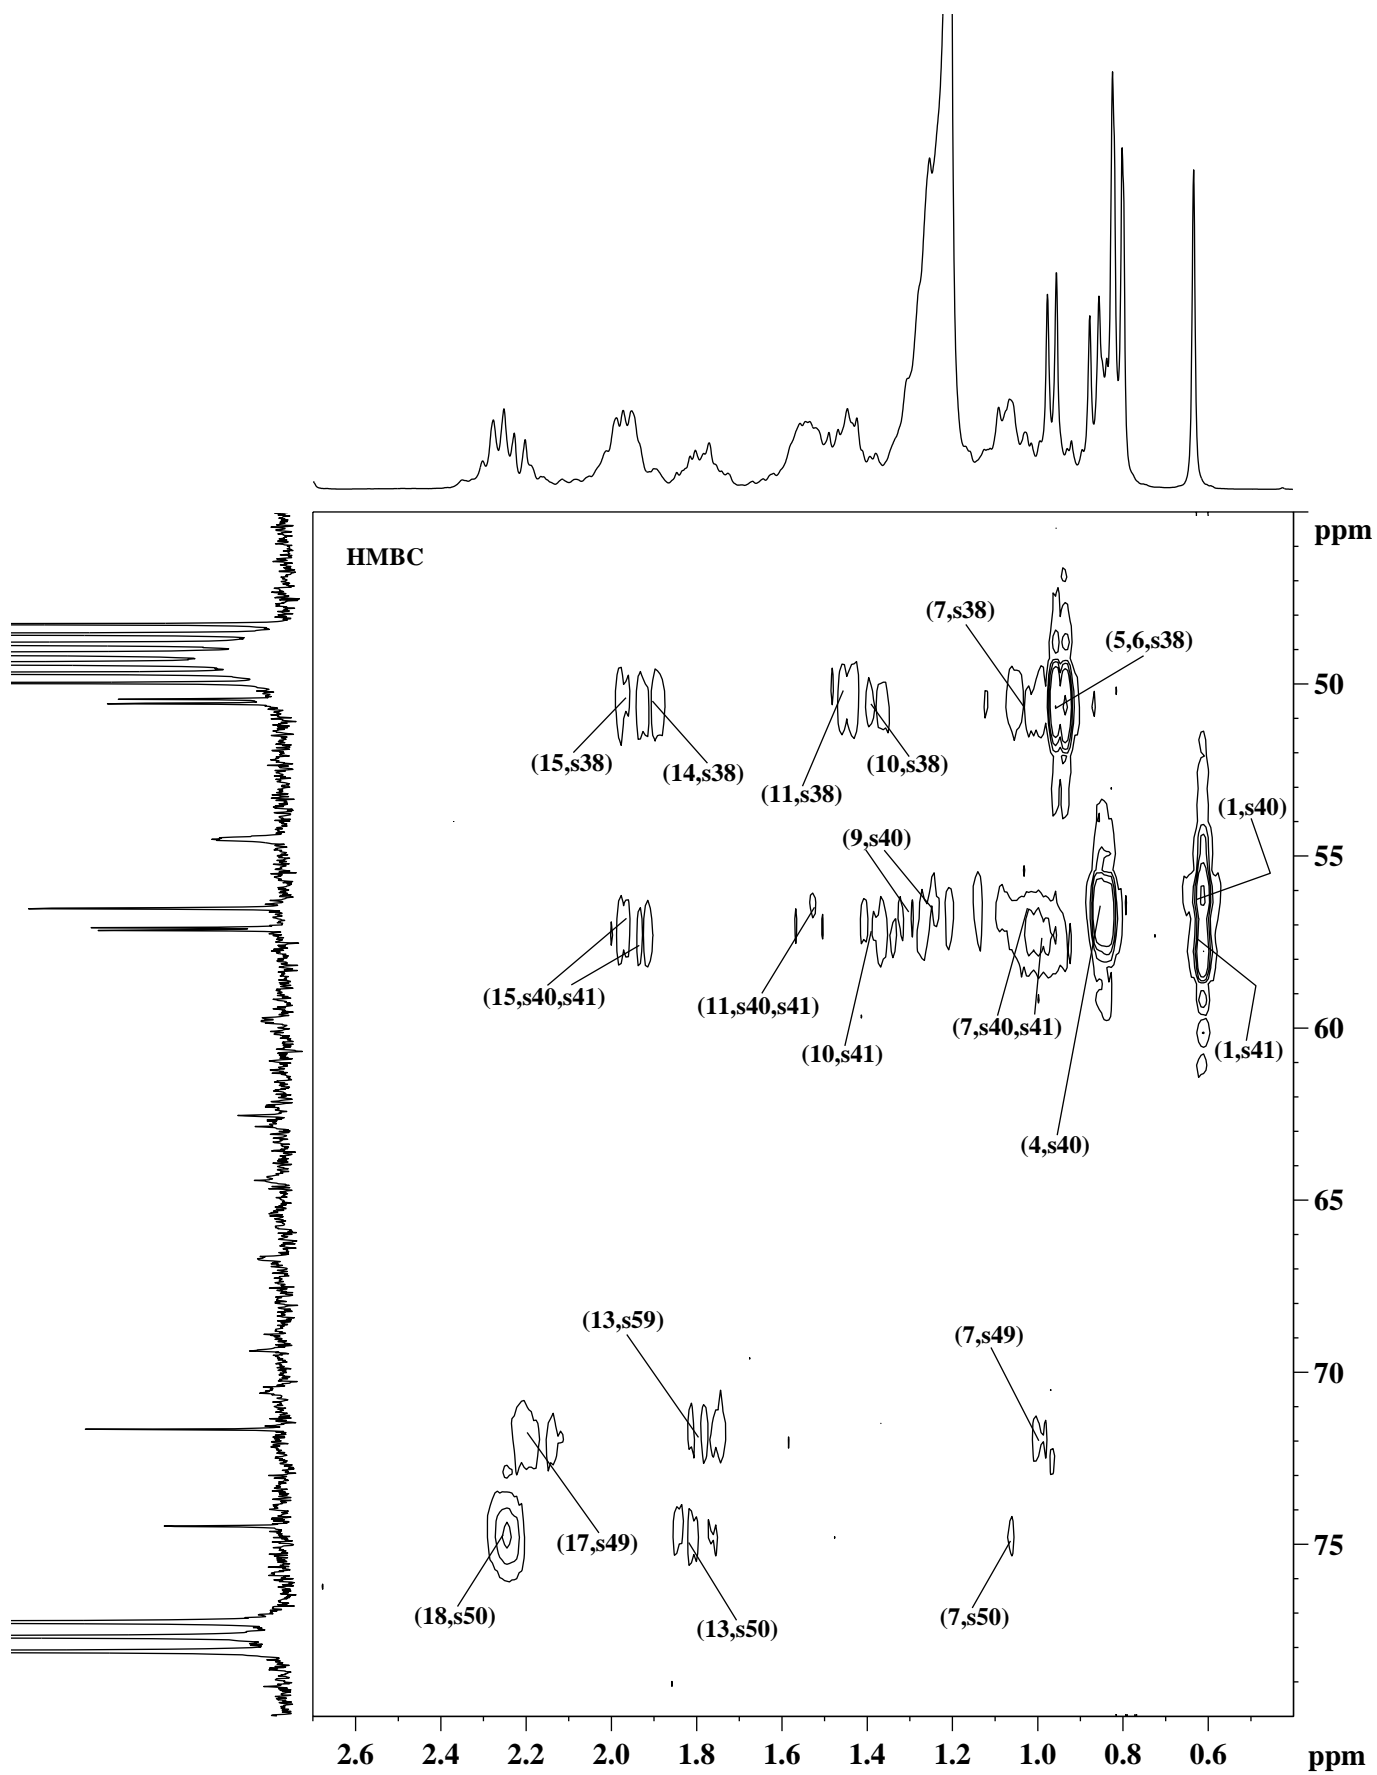 ppm
HMBC
(7,s38)
(5,6,s38)
50
(15,s38)
(14,s38)
(10,s38)
(11,s38)
(1,s40)
(9,s40)
55
(15,s40,s41)
(11,s40,s41)
(7,s40,s41)
60
(10,s41)
(1,s41)
(4,s40)
65
(13,s59)
(7,s49)
70
(17,s49)
75
(18,s50)
(13,s50)
(7,s50)
2.6 2.4 2.2 2.0 1.8 1.6 1.4 1.2 1.0 0.8 0.6 ppm